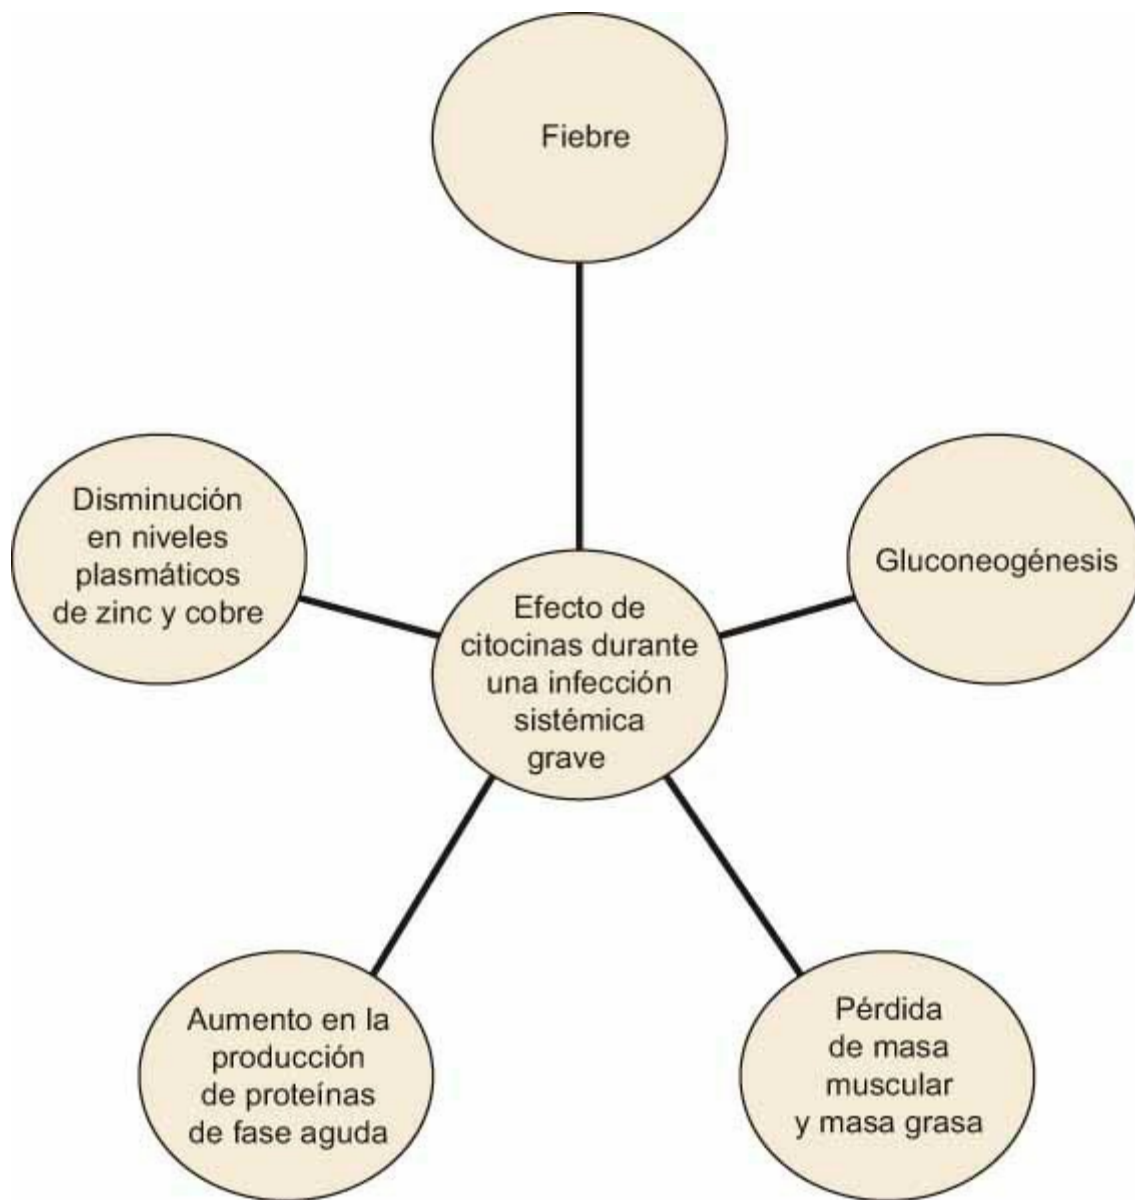 Fiebre
Disminución
en niveles
plasmáticos
de zinc y cobre
Gluconeogénesis
Efecto de
citocinas durante
una infección
sistémica
grave
Aumento en la
producción
de proteínas
de fase aguda
Pérdida
de masa
muscular
y masa grasa